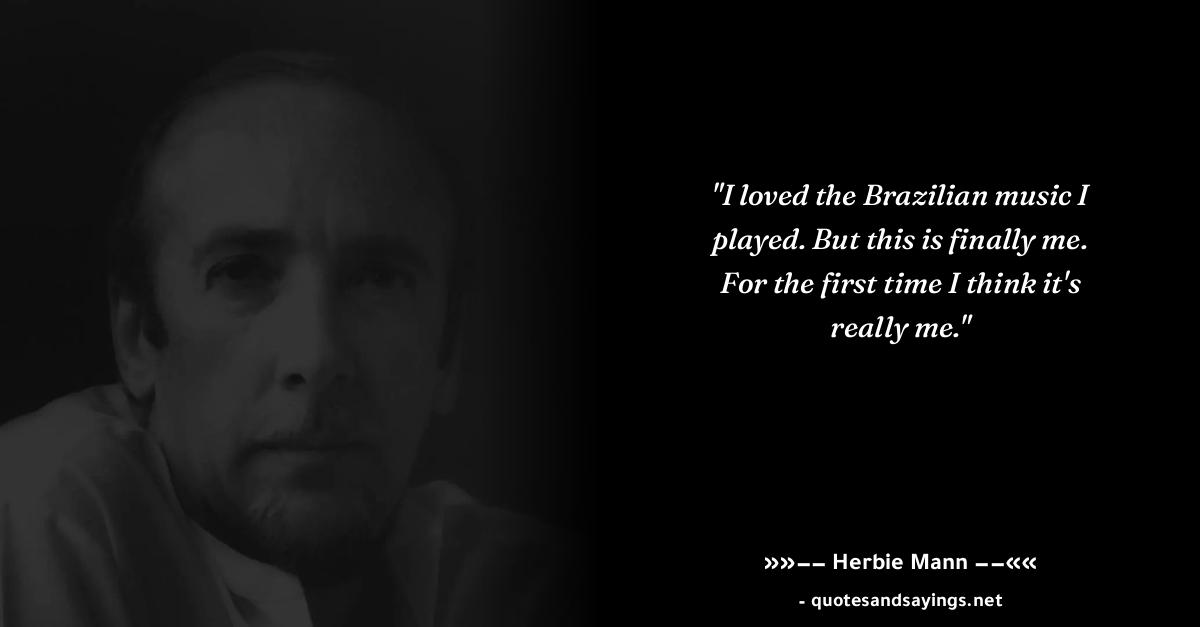 "I loved the Brazilian music I
played. But this is finally me.
For the first time I think it's
really me."
»»–– Herbie Mann ––««
- quotesandsayings.net